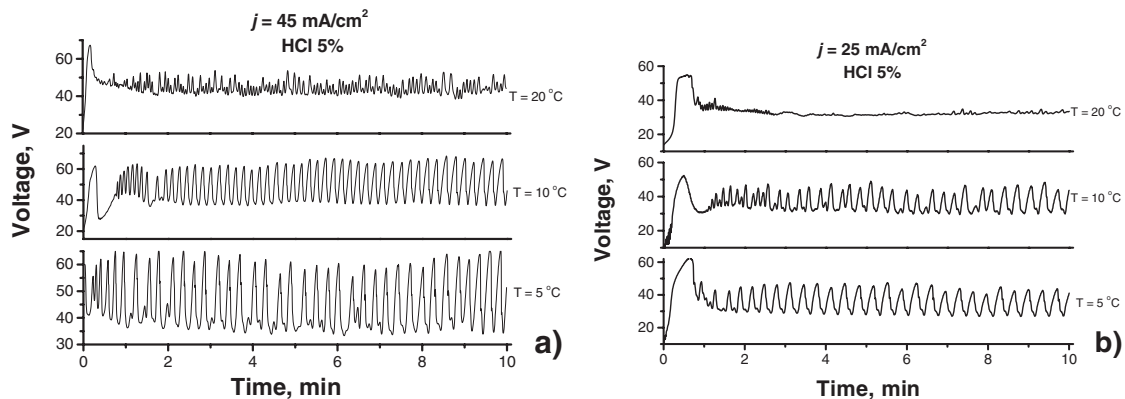 j = 45 mA/cm²
HCl 5%
60
40
20
T = 20 °C
60
40
20
T = 10 °C
60
50
40
30
T = 5 °C
0 2 4 6 8 10
Voltage, V
Time, min
a)
j = 25 mA/cm²
HCl 5%
60
40
20
T = 20 °C
60
40
20
T = 10 °C
60
40
20
T = 5 °C
0 2 4 6 8 10
Voltage, V
Time, min
b)